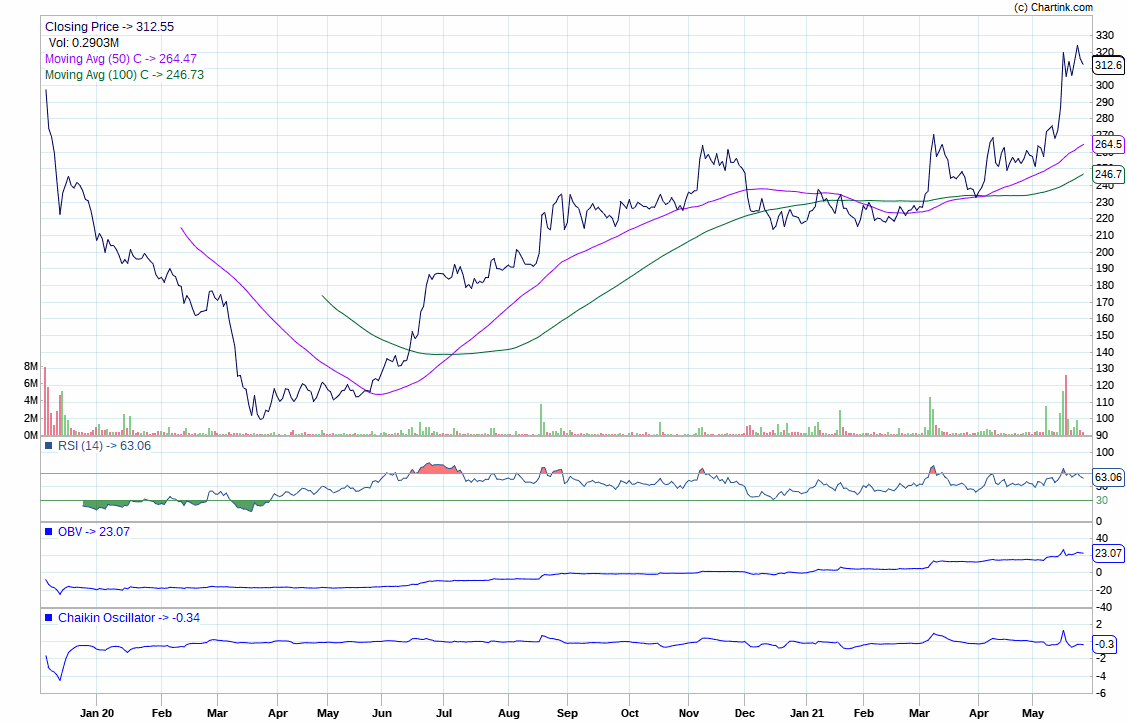 (c) Chartink.com
Closing Price -> 312.55
Vol: 0.2903M
Moving Avg (50) C -> 264.47
Moving Avg (100) C -> 246.73
330
320
312.6
300
290
280
270
264.5
260
246.7
240
230
220
210
200
190
180
170
160
150
140
130
120
110
100
90
8M
6M
4M
2M
0M
RSI (14) -> 63.06
100
63.06
50
30
0
OBV -> 23.07
40
23.07
0
-20
-40
Chaikin Oscillator -> -0.34
2
-0.3
-2
-4
-6
Jan 20 Feb Mar Apr May Jun Jul Aug Sep Oct Nov Dec Jan 21 Feb Mar Apr May